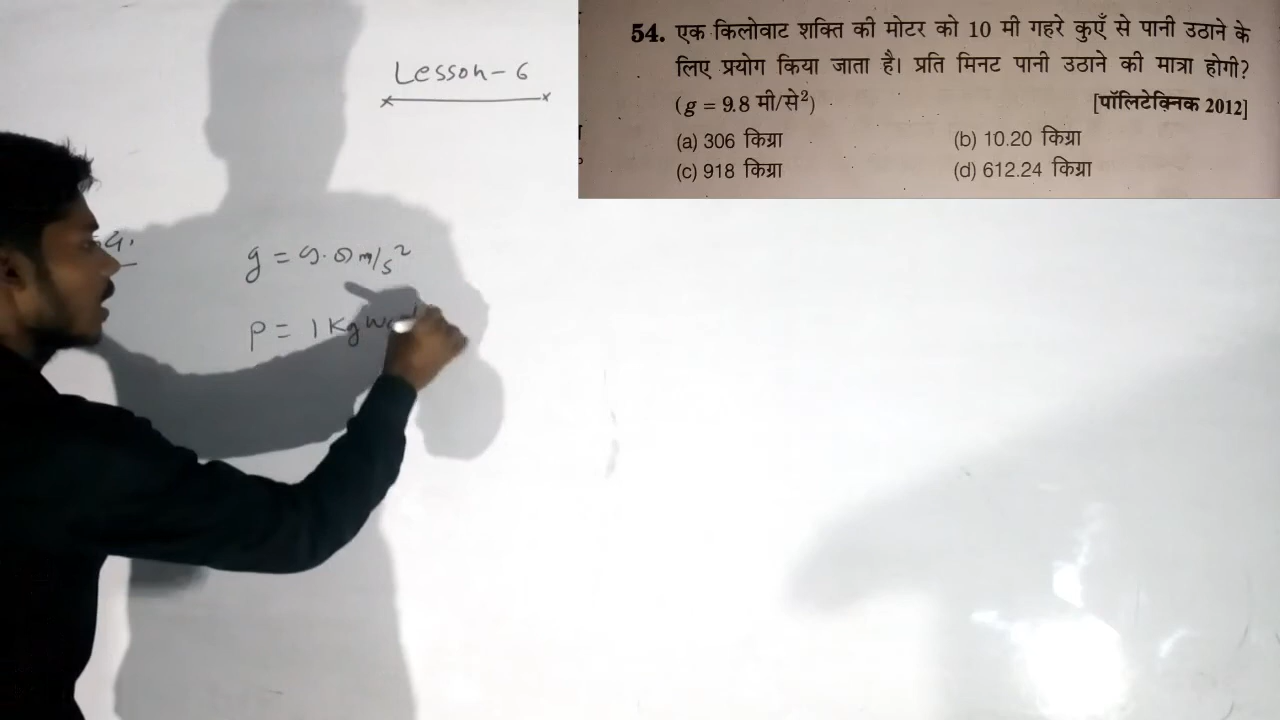 Lesson-6
54. एक किलोवाट शक्ति की मोटर को 10 मी गहरे कुएँ से पानी उठाने के
लिए प्रयोग किया जाता है। प्रति मिनट पानी उठाने की मात्रा होगी?
(g = 9.8 मी/से²) [पॉलिटेक्निक 2012]
(a) 306 किग्रा (b) 10.20 किग्रा
(c) 918 किग्रा (d) 612.24 किग्रा
g = 9.8 m/s²
P = 1 Kg